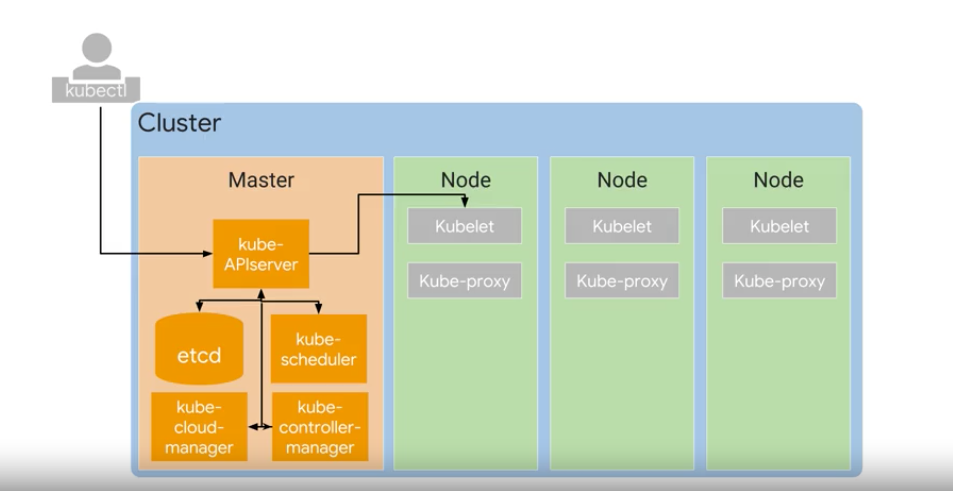 kubectl
Cluster
Master
kube-
APIserver
etcd
kube-
scheduler
kube-
cloud-
manager
kube-
controller-
manager
Node
Kubelet
Kube-proxy
Node
Kubelet
Kube-proxy
Node
Kubelet
Kube-proxy